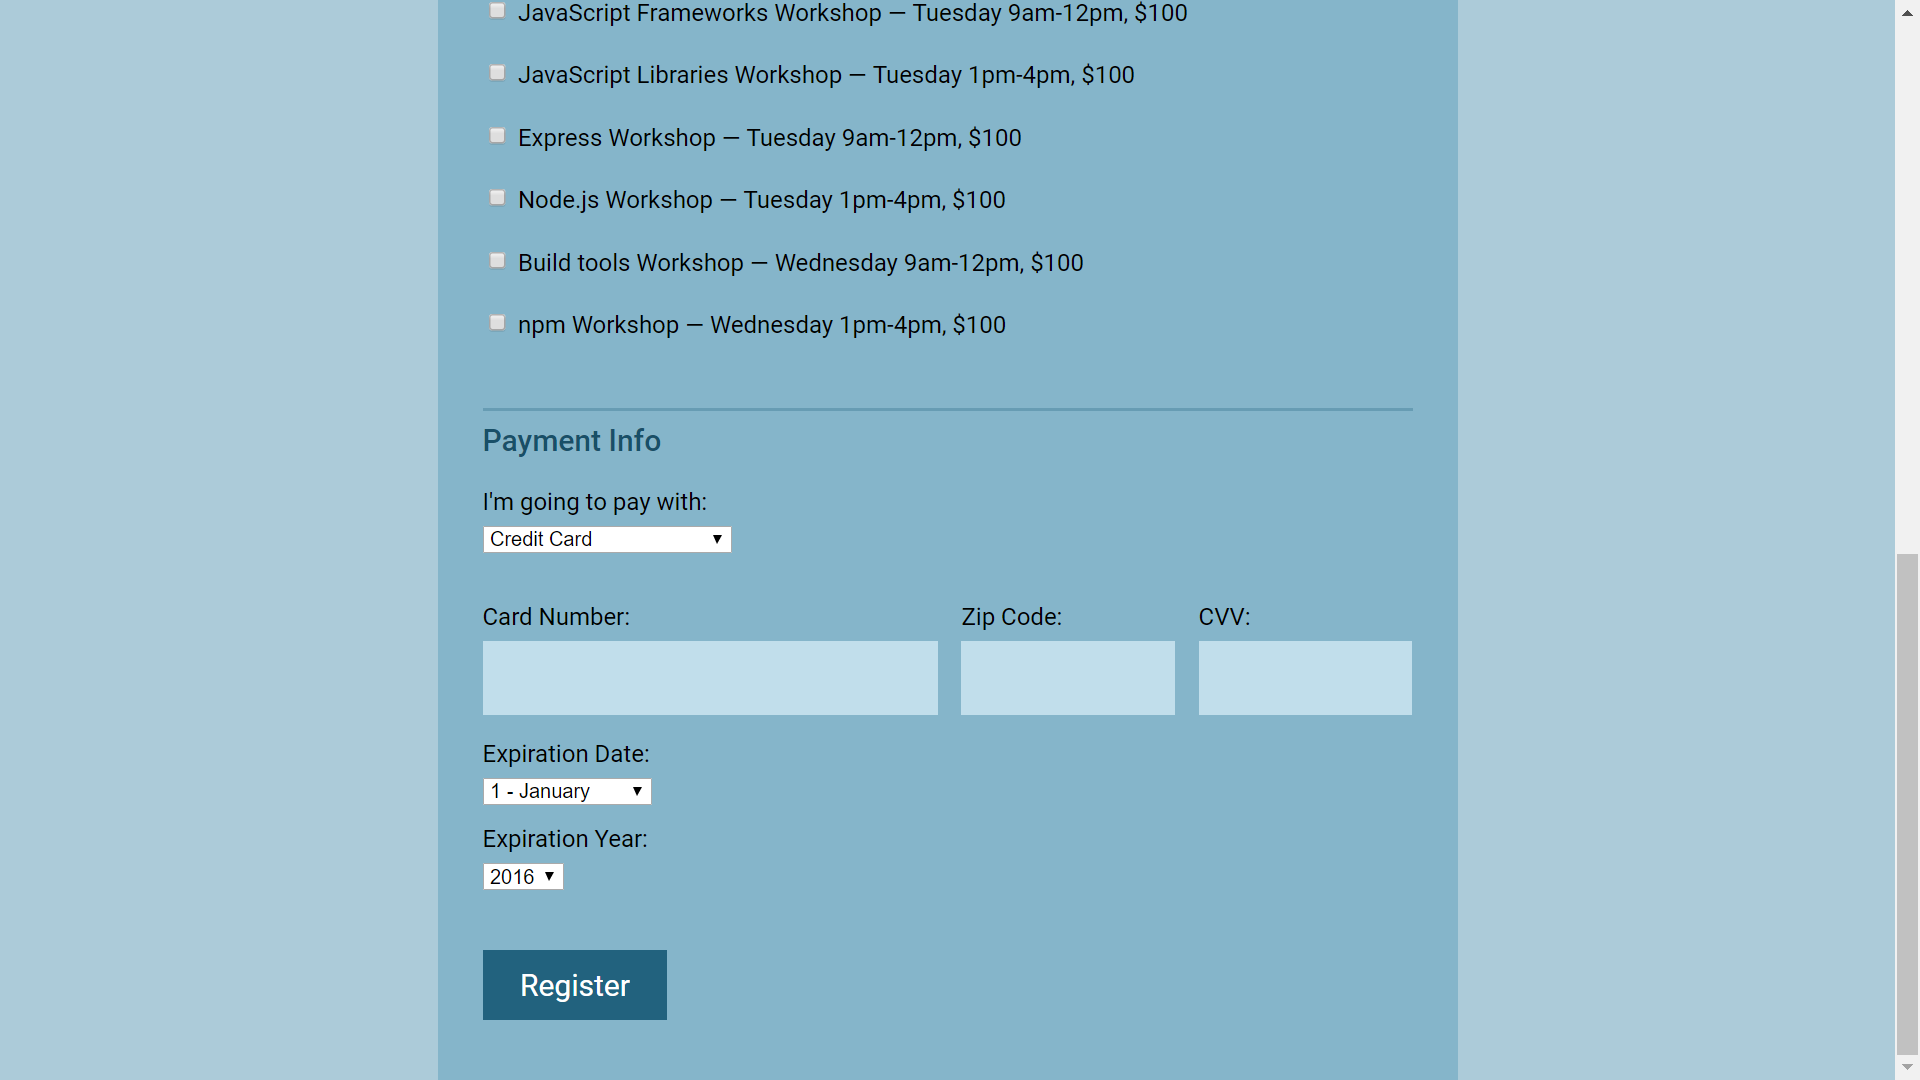 JavaScript Frameworks Workshop — Tuesday 9am-12pm, $100
JavaScript Libraries Workshop — Tuesday 1pm-4pm, $100
Express Workshop — Tuesday 9am-12pm, $100
Node.js Workshop — Tuesday 1pm-4pm, $100
Build tools Workshop — Wednesday 9am-12pm, $100
npm Workshop — Wednesday 1pm-4pm, $100
Payment Info
I'm going to pay with:
Credit Card
Card Number: Zip Code: CVV:
Expiration Date:
1 - January
Expiration Year:
2016
Register